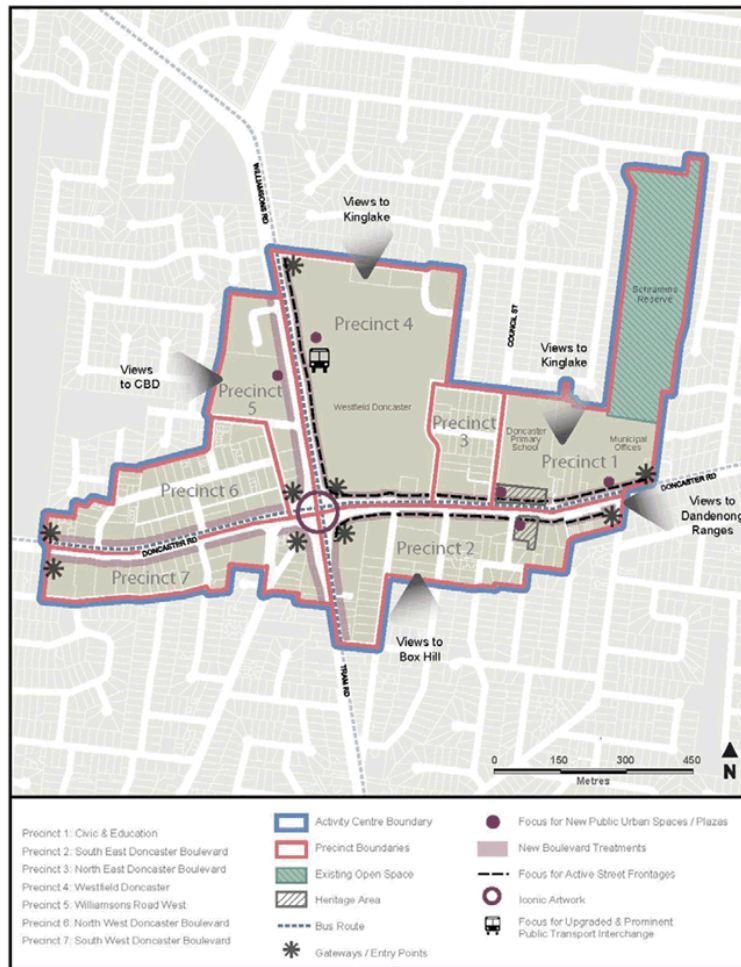 WILLIAMSONS RD
Views to
Kinglake
Schramms
Reserve
Precinct 4
COUNCIL ST
Views to
Kinglake
Views
to CBD
Precinct
5
Westfield Doncaster
Precinct
3
Doncaster
Primary
School
Municipal
Offices
Precinct 1
Precinct 6
DONCASTER RD
Views to
Dandenong
Ranges
DONCASTER RD
Precinct 2
Precinct 7
Views to
Box Hill
TRAM RD
0 150 300 450
Metres
N
Precinct 1: Civic & Education
Precinct 2: South East Doncaster Boulevard
Precinct 3: North East Doncaster Boulevard
Precinct 4: Westfield Doncaster
Precinct 5: Williamsons Road West
Precinct 6: North West Doncaster Boulevard
Precinct 7: South West Doncaster Boulevard
Activity Centre Boundary
Precinct Boundaries
Existing Open Space
Heritage Area
Bus Route
Gateways / Entry Points
Focus for New Public Urban Spaces / Plazas
New Boulevard Treatments
Focus for Active Street Frontages
Iconic Artwork
Focus for Upgraded & Prominent
Public Transport Interchange